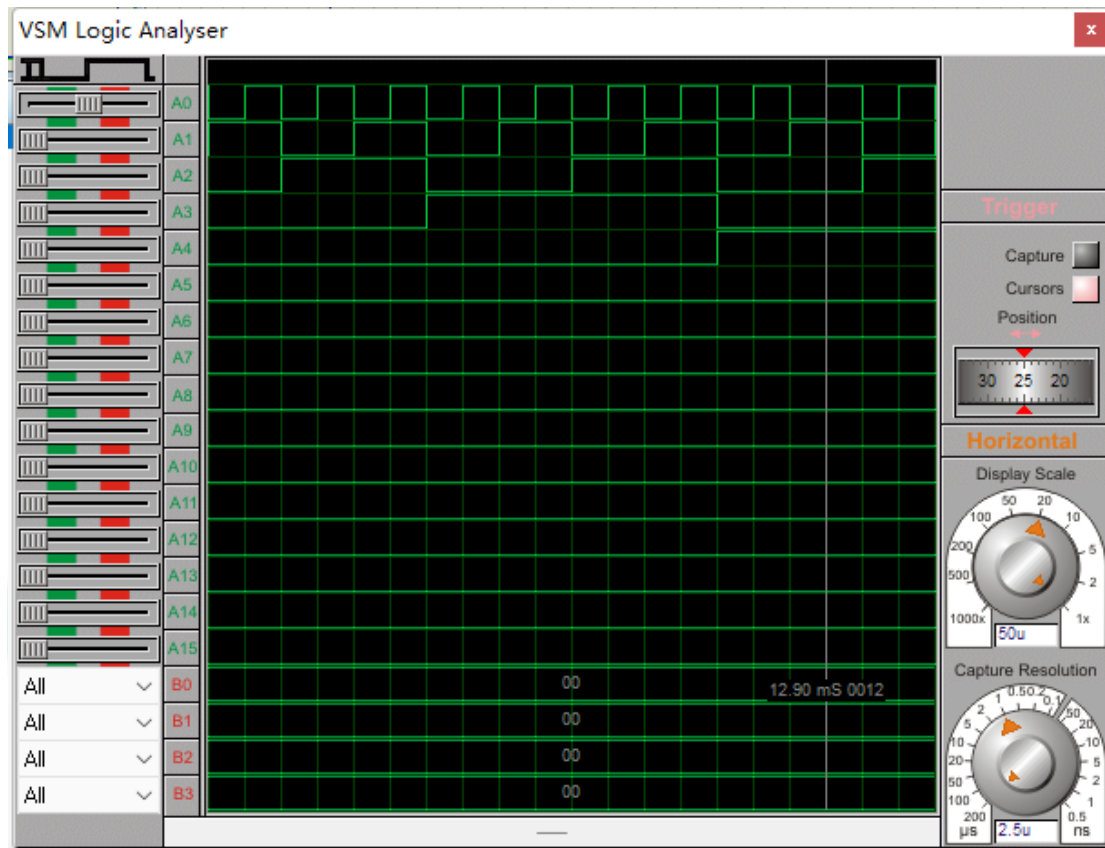 VSM Logic Analyser
x
A0
A1
A2
A3
A4
A5
A6
A7
A8
A9
A10
A11
A12
A13
A14
A15
All B0 00
12.90 mS 0012
All B1 00
All B2 00
All B3 00
Trigger
Capture
Cursors
Position
30 25 20
Horizontal
Display Scale
1000x 500 200 100 50 20 10 5 2 1x
50u
Capture Resolution
200 100 50 20 10 5 2 1 0.5 0.2 0.1 50 20 10 5 2 1 0.5
µs ns
2.5u